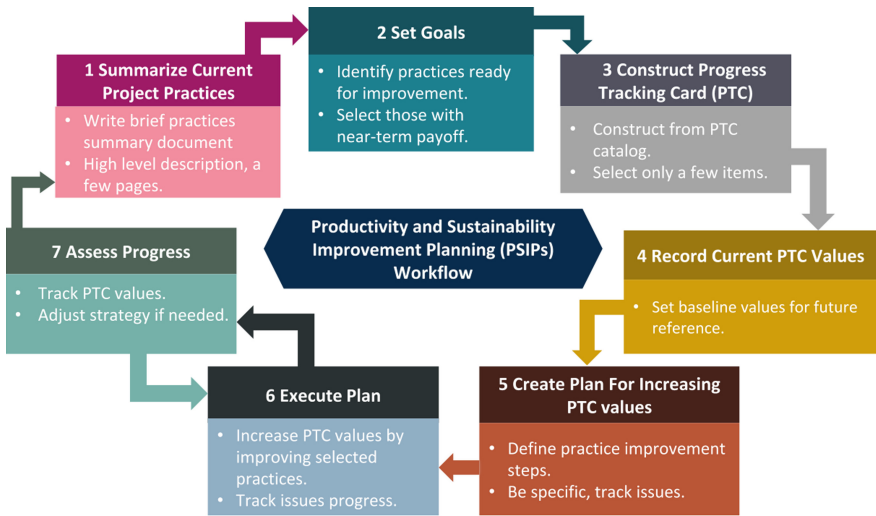 1 Summarize Current
Project Practices
• Write brief practices
summary document
• High level description, a
few pages.
2 Set Goals
• Identify practices ready
for improvement.
• Select those with
near-term payoff.
3 Construct Progress
Tracking Card (PTC)
• Construct from PTC
catalog.
• Select only a few items.
Productivity and Sustainability
Improvement Planning (PSIPs)
Workflow
4 Record Current PTC Values
• Set baseline values for future
reference.
5 Create Plan For Increasing
PTC values
• Define practice improvement
steps.
• Be specific, track issues.
6 Execute Plan
• Increase PTC values by
improving selected
practices.
• Track issues progress.
7 Assess Progress
• Track PTC values.
• Adjust strategy if needed.